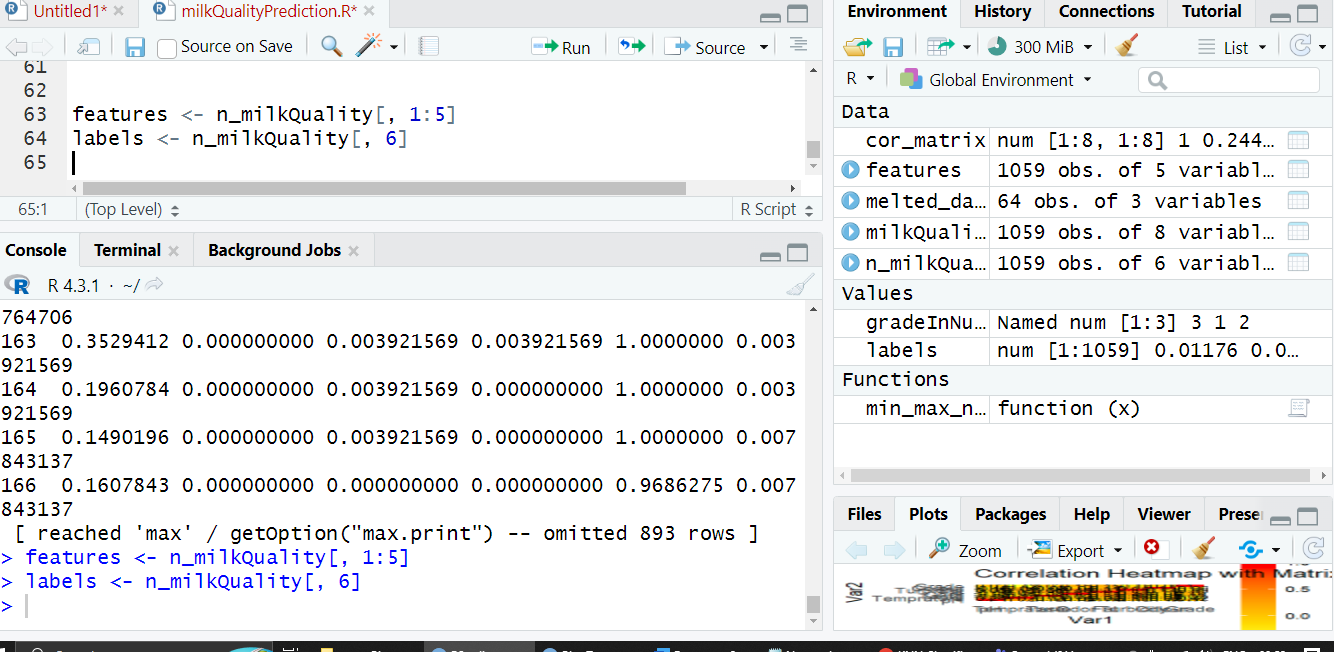 Untitled1*
milkQualityPrediction.R*
Source on Save
Run
Source
61
62
63 features <- n_milkQuality[, 1:5]
64 labels <- n_milkQuality[, 6]
65
65:1 (Top Level) R Script
Console Terminal Background Jobs
R 4.3.1 · ~/
764706
163 0.3529412 0.000000000 0.003921569 0.003921569 1.0000000 0.003
921569
164 0.1960784 0.000000000 0.003921569 0.000000000 1.0000000 0.003
921569
165 0.1490196 0.000000000 0.003921569 0.000000000 1.0000000 0.007
843137
166 0.1607843 0.000000000 0.000000000 0.000000000 0.9686275 0.007
843137
[ reached 'max' / getOption("max.print") -- omitted 893 rows ]
> features <- n_milkQuality[, 1:5]
> labels <- n_milkQuality[, 6]
>
Environment History Connections Tutorial
300 MiB List
R Global Environment
Data
cor_matrix num [1:8, 1:8] 1 0.244…
features 1059 obs. of 5 variabl…
melted_da… 64 obs. of 3 variables
milkQuali… 1059 obs. of 8 variabl…
n_milkQua… 1059 obs. of 6 variabl…
Values
gradeInNu… Named num [1:3] 3 1 2
labels num [1:1059] 0.01176 0.0…
Functions
min_max_n… function (x)
Files Plots Packages Help Viewer Prese
Zoom Export
Correlation Heatmap with Matri
Var2
Var1
0.5
0.0